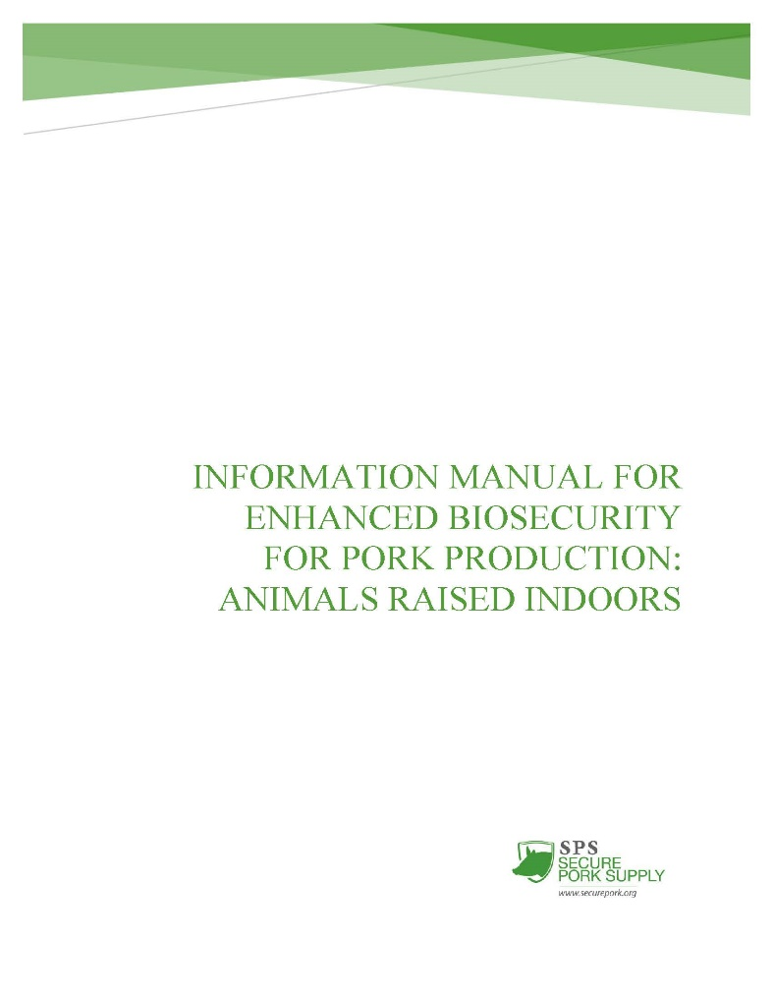 INFORMATION MANUAL FOR
ENHANCED BIOSECURITY
FOR PORK PRODUCTION:
ANIMALS RAISED INDOORS
SPS
SECURE
PORK SUPPLY
www.securepork.org